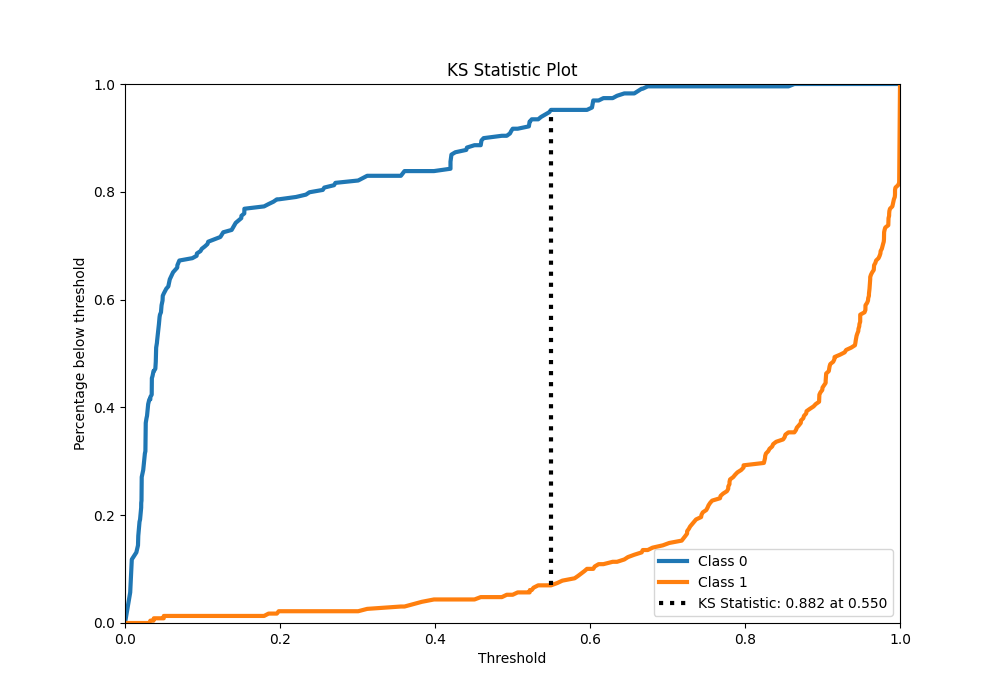 KS Statistic Plot
1.0
0.8
0.6
0.4
0.2
0.0
Percentage below threshold
Class 0
Class 1
KS Statistic: 0.882 at 0.550
0.0 0.2 0.4 0.6 0.8 1.0
Threshold